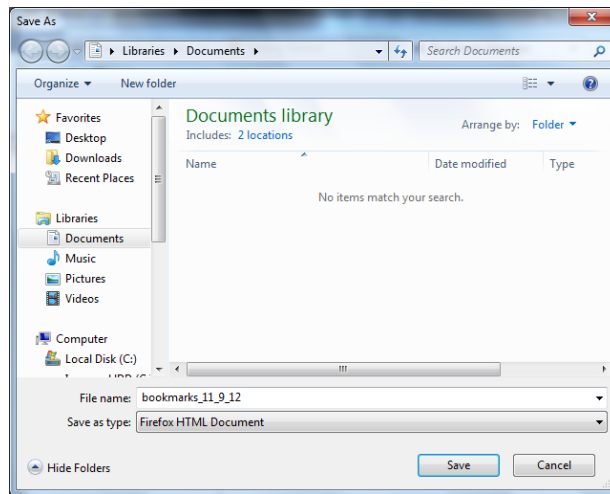 Save As
Libraries Documents
Search Documents
Organize New folder
Favorites
Desktop
Downloads
Recent Places
Libraries
Documents
Music
Pictures
Videos
Computer
Local Disk (C:)
Documents library
Includes: 2 locations
Arrange by: Folder
Name Date modified Type
No items match your search.
File name: bookmarks_11_9_12
Save as type: Firefox HTML Document
Hide Folders
Save Cancel